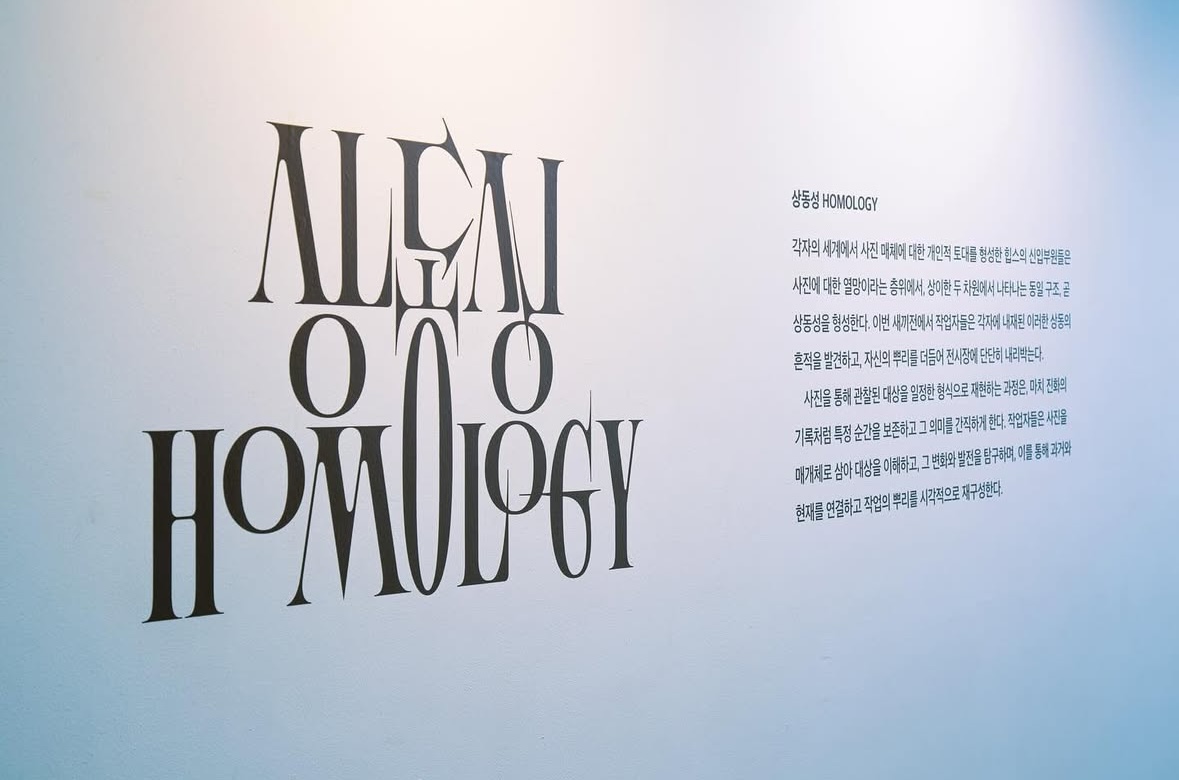 상동성
HOMOLOGY
상동성 HOMOLOGY
각자의 세계에서 사진 매체에 대한 개인적 토대를 형성한 힙스의 신입부원들은
사진에 대한 열망이라는 층위에서, 상이한 두 차원에서 나타나는 동일 구조, 곧
상동성을 형성한다. 이번 새끼전에서 작업자들은 각자에 내재된 이러한 상동의
흔적을 발견하고, 자신의 뿌리를 더듬어 전시장에 단단히 내리박는다.
사진을 통해 관찰된 대상을 일정한 형식으로 재현하는 과정은, 마치 진화의
기록처럼 특정 순간을 보존하고 그 의미를 간직하게 한다. 작업자들은 사진을
매개체로 삼아 대상을 이해하고, 그 변화와 발전을 탐구하며, 이를 통해 과거와
현재를 연결하고 작업의 뿌리를 시각적으로 재구성한다.